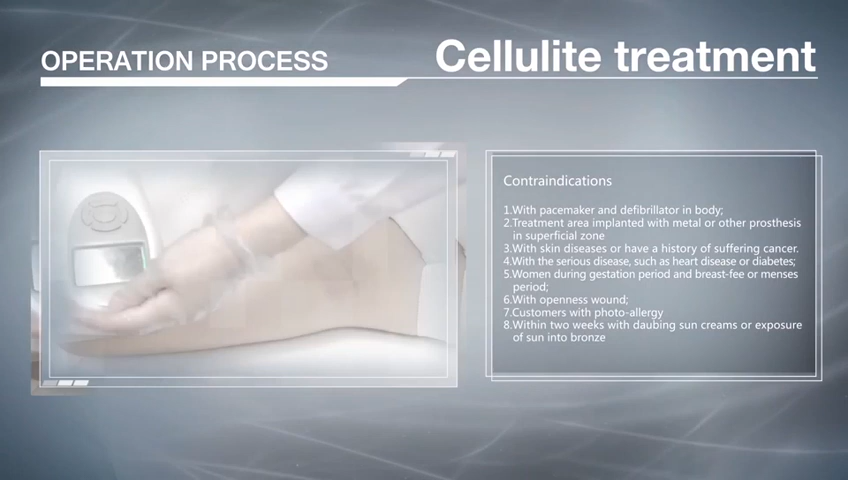 OPERATION PROCESS
Cellulite treatment
Contraindications
1.With pacemaker and defibrillator in body;
2.Treatment area implanted with metal or other prosthesis
in superficial zone
3.With skin diseases or have a history of suffering cancer.
4.With the serious disease, such as heart disease or diabetes;
5.Women during gestation period and breast-fee or menses
period;
6.With openness wound;
7.Customers with photo-allergy
8.Within two weeks with daubing sun creams or exposure
of sun into bronze